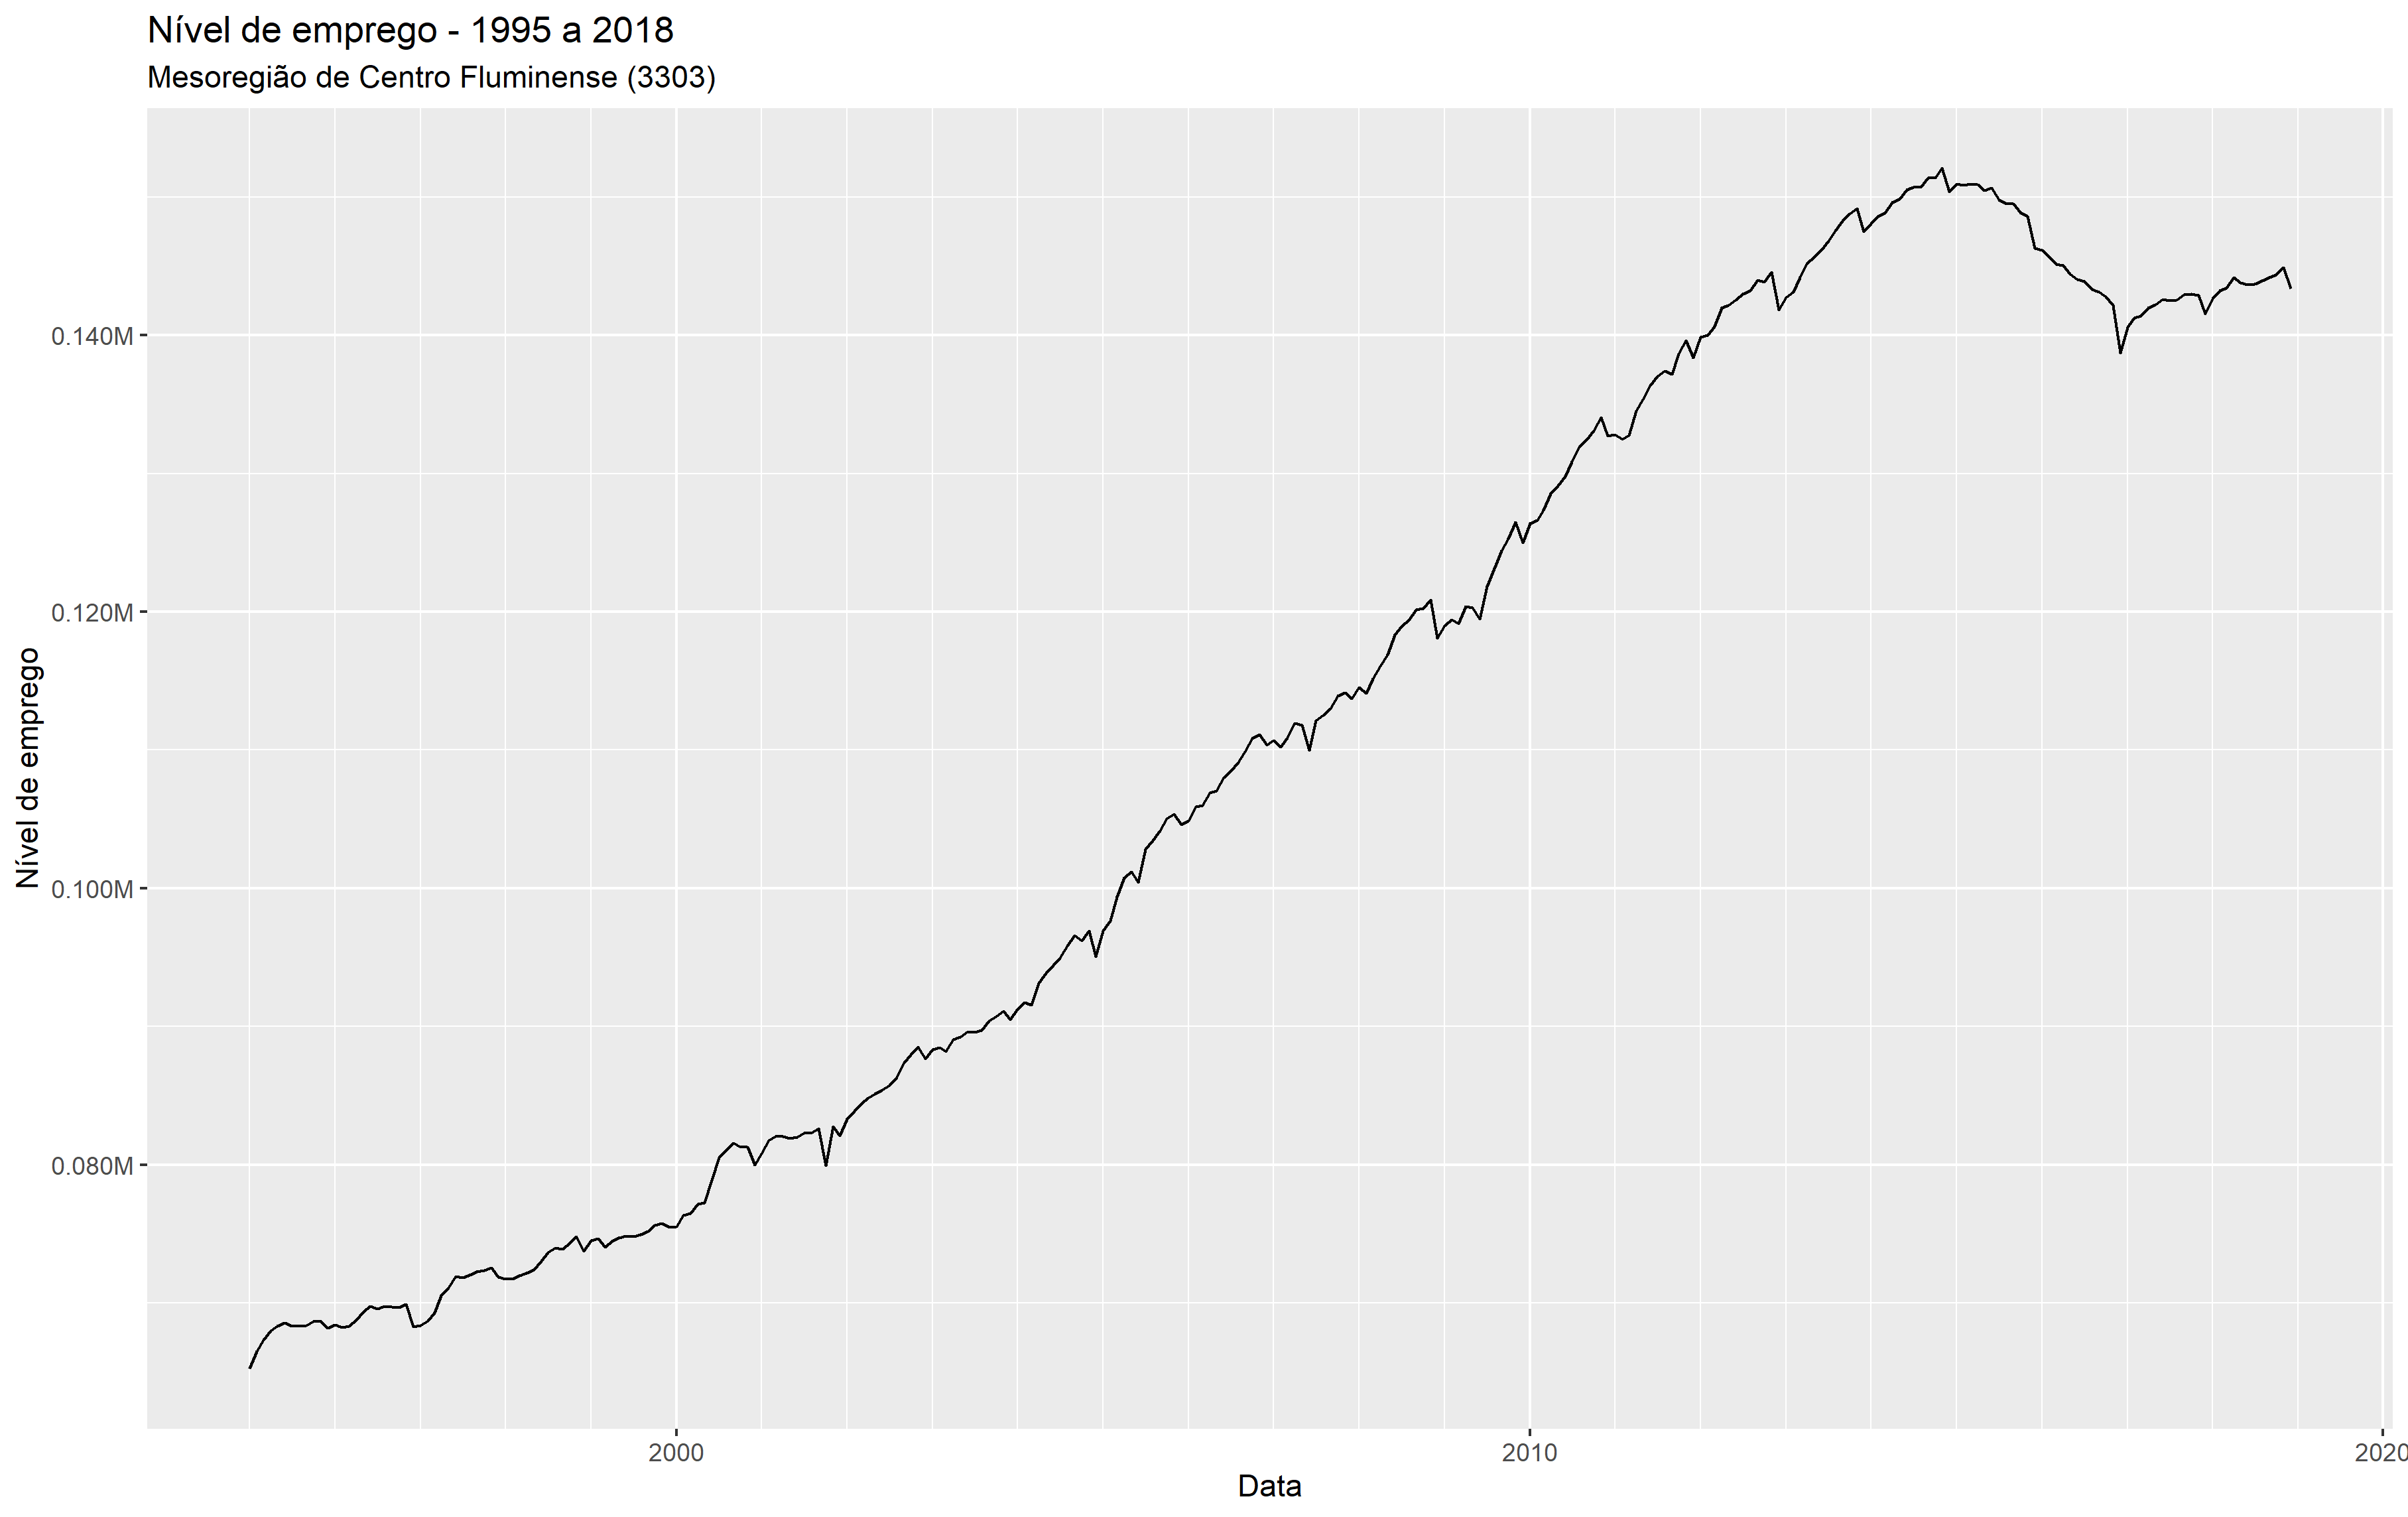 Nível de emprego - 1995 a 2018
Mesoregião de Centro Fluminense (3303)
Nível de emprego
0.140M
0.120M
0.100M
0.080M
2000
2010
2020
Data